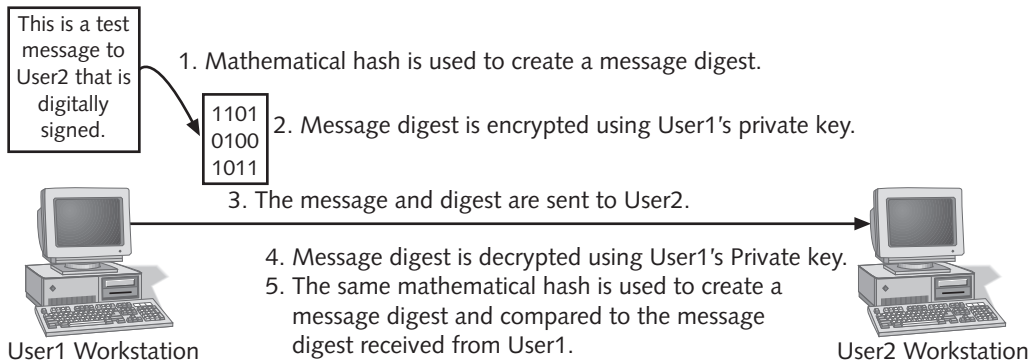 This is a test
message to
User2 that is
digitally
signed.
1. Mathematical hash is used to create a message digest.
1101
0100
1011
2. Message digest is encrypted using User1's private key.
3. The message and digest are sent to User2.
4. Message digest is decrypted using User1's Private key.
5. The same mathematical hash is used to create a
message digest and compared to the message
digest received from User1.
User1 Workstation
User2 Workstation